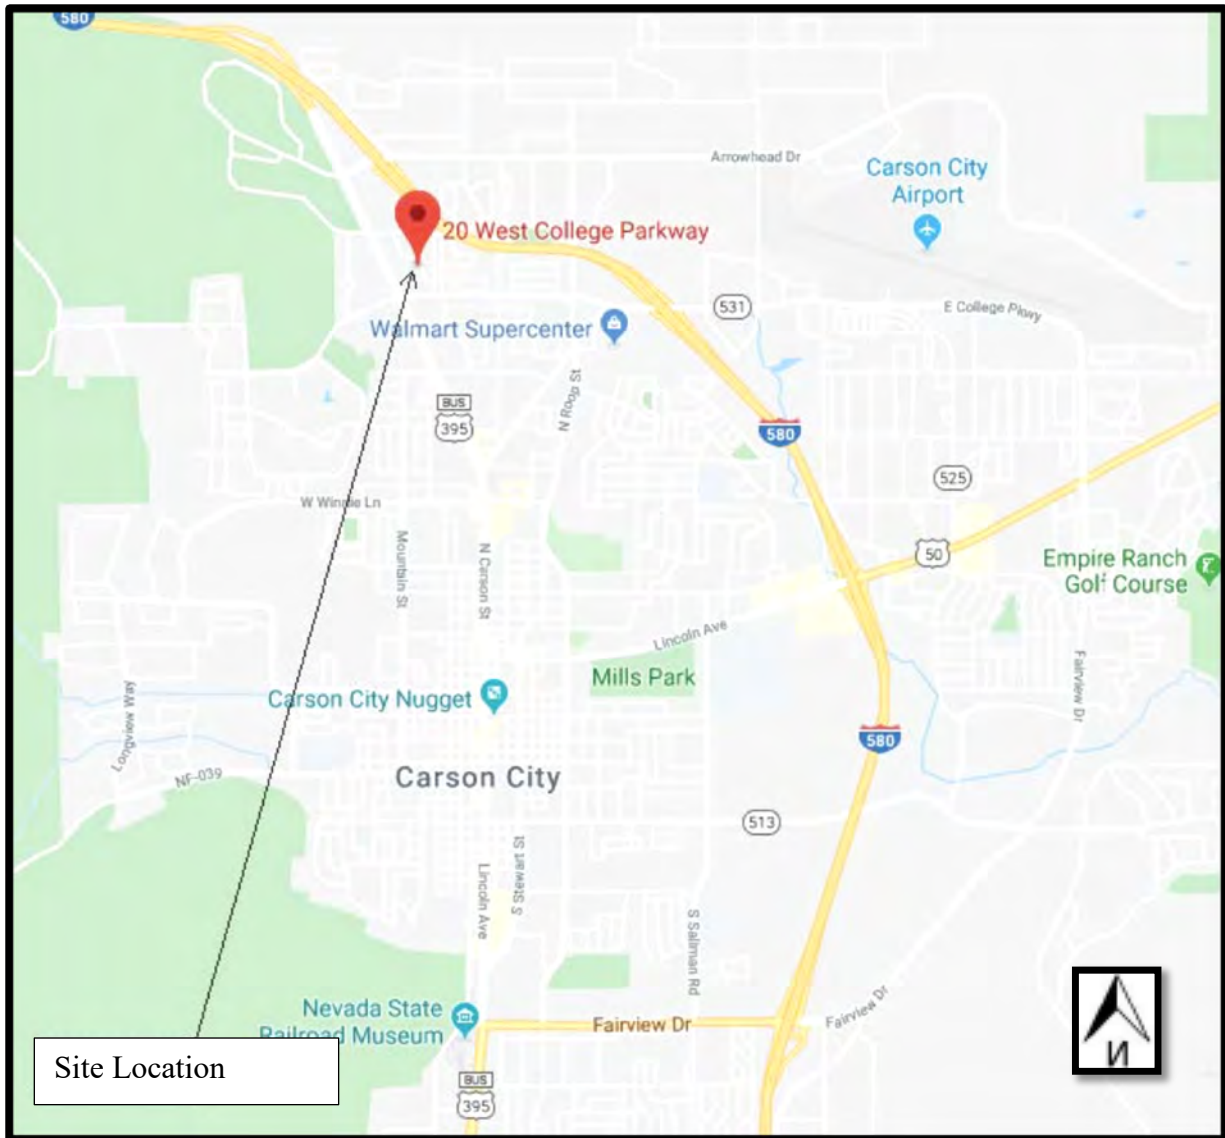 580
Arrowhead Dr
Carson City
Airport
20 West College Parkway
531
E College Pkwy
Walmart Supercenter
N Roop St
BUS
395
580
525
W Winnie Ln
Mountain St
N Carson St
50
Empire Ranch
Golf Course
Lincoln Ave
Mills Park
Fairview Dr
Longview Way
Carson City Nugget
580
NF-039
Carson City
513
S Stewart St
Lincoln Ave
S Saliman Rd
Nevada State
Railroad Museum
Fairview Dr
Fairview Dr
N
Site Location
BUS
395